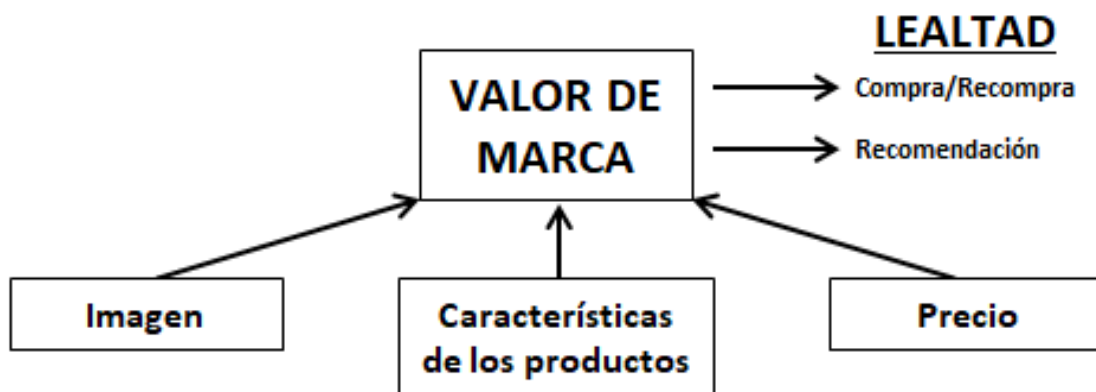 LEALTAD
VALOR DE
MARCA
Compra/Recompra
Recomendación
Imagen
Características
de los productos
Precio